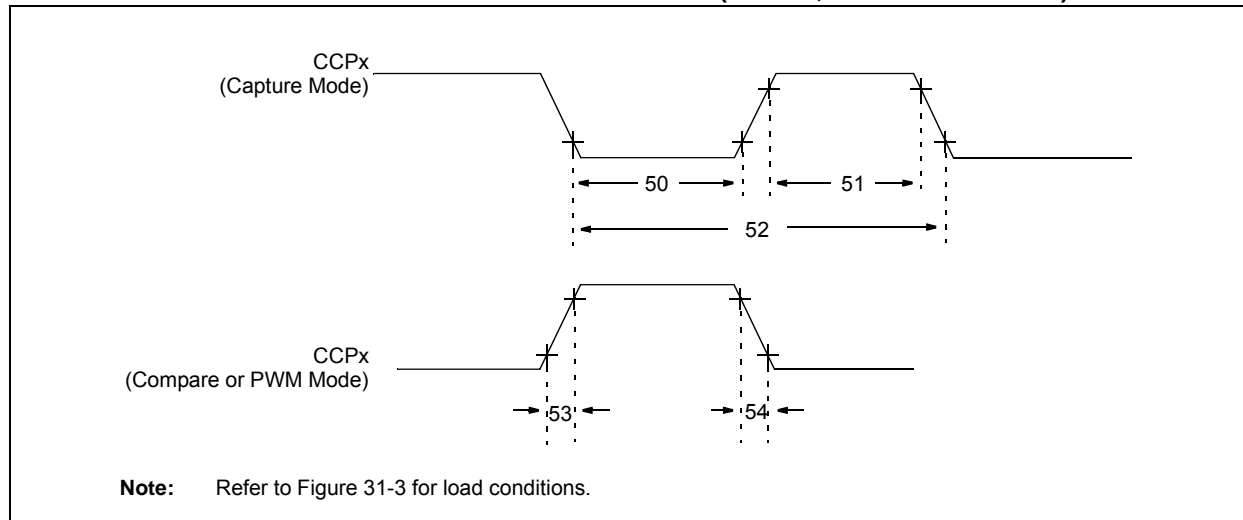 CCPx
(Capture Mode)
50
51
52
CCPx
(Compare or PWM Mode)
53
54
Note: Refer to Figure 31-3 for load conditions.